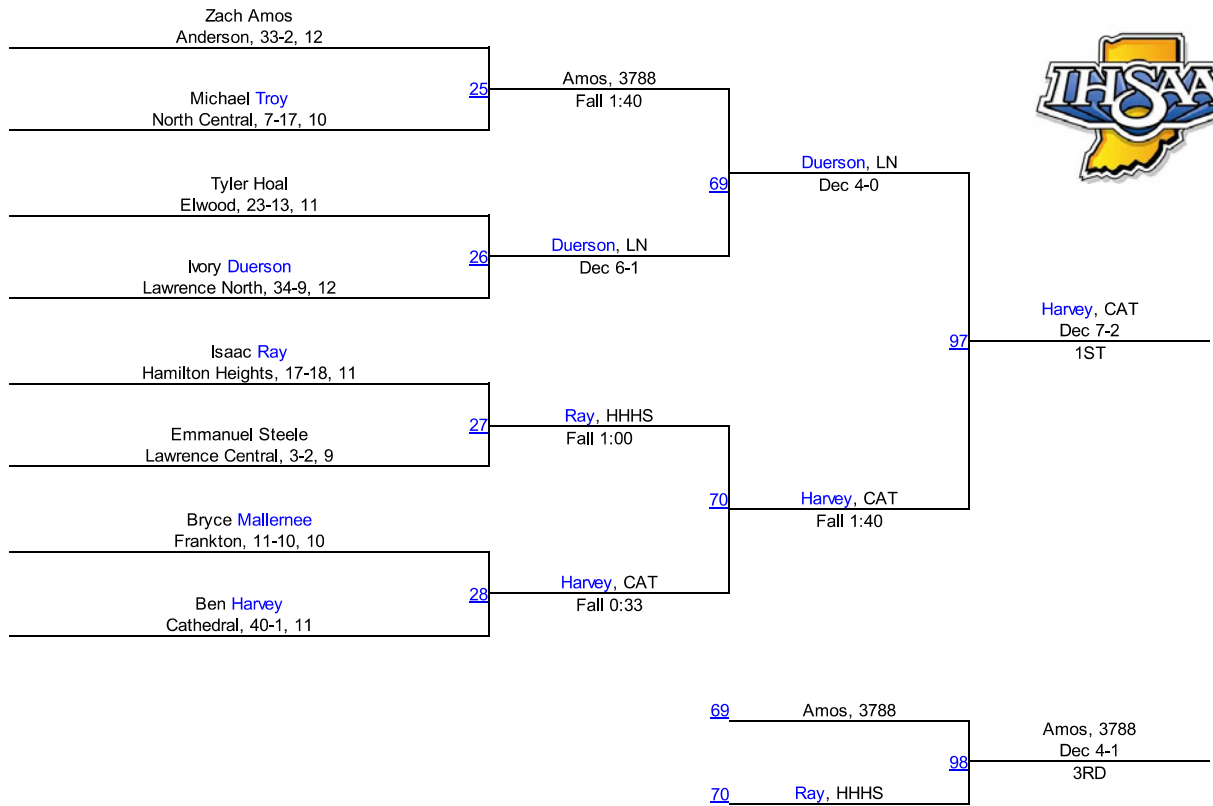 Zach Amos
Anderson, 33-2, 12
25
Amos, 3788
Fall 1:40
Michael Troy
North Central, 7-17, 10
IHSAA
Tyler Hoal
Elwood, 23-13, 11
69
Duerson, LN
Dec 4-0
26
Duerson, LN
Dec 6-1
Ivory Duerson
Lawrence North, 34-9, 12
97
Harvey, CAT
Dec 7-2
1ST
Isaac Ray
Hamilton Heights, 17-18, 11
27
Ray, HHHS
Fall 1:00
Emmanuel Steele
Lawrence Central, 3-2, 9
70
Harvey, CAT
Fall 1:40
Bryce Mallernee
Frankton, 11-10, 10
28
Harvey, CAT
Fall 0:33
Ben Harvey
Cathedral, 40-1, 11
69
Amos, 3788
98
Amos, 3788
Dec 4-1
3RD
70
Ray, HHHS